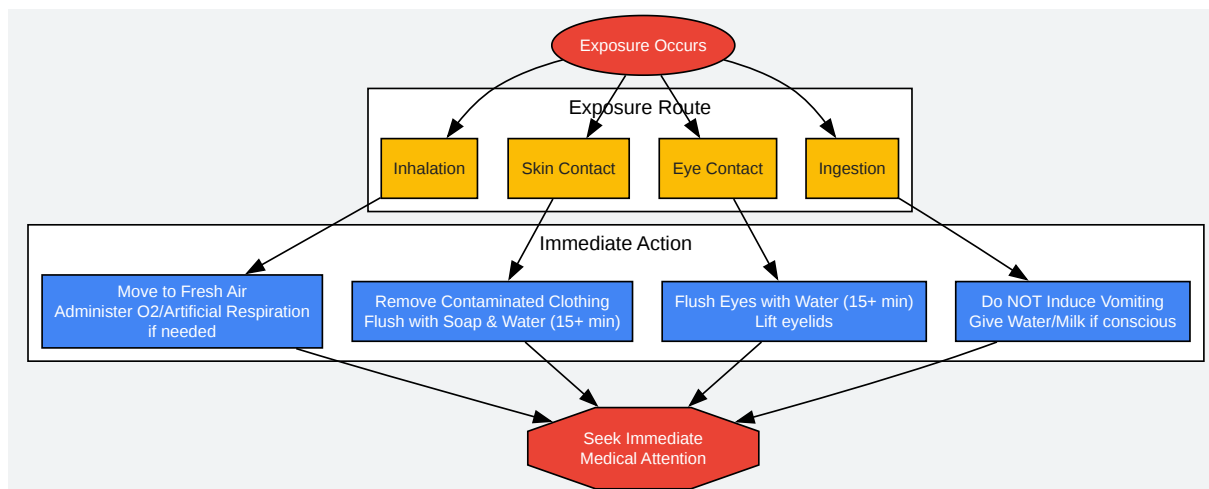 Exposure Occurs
Exposure Route
Inhalation
Skin Contact
Eye Contact
Ingestion
Immediate Action
Move to Fresh Air
Administer O2/Artificial Respiration
if needed
Remove Contaminated Clothing
Flush with Soap & Water (15+ min)
Flush Eyes with Water (15+ min)
Lift eyelids
Do NOT Induce Vomiting
Give Water/Milk if conscious
Seek Immediate
Medical Attention